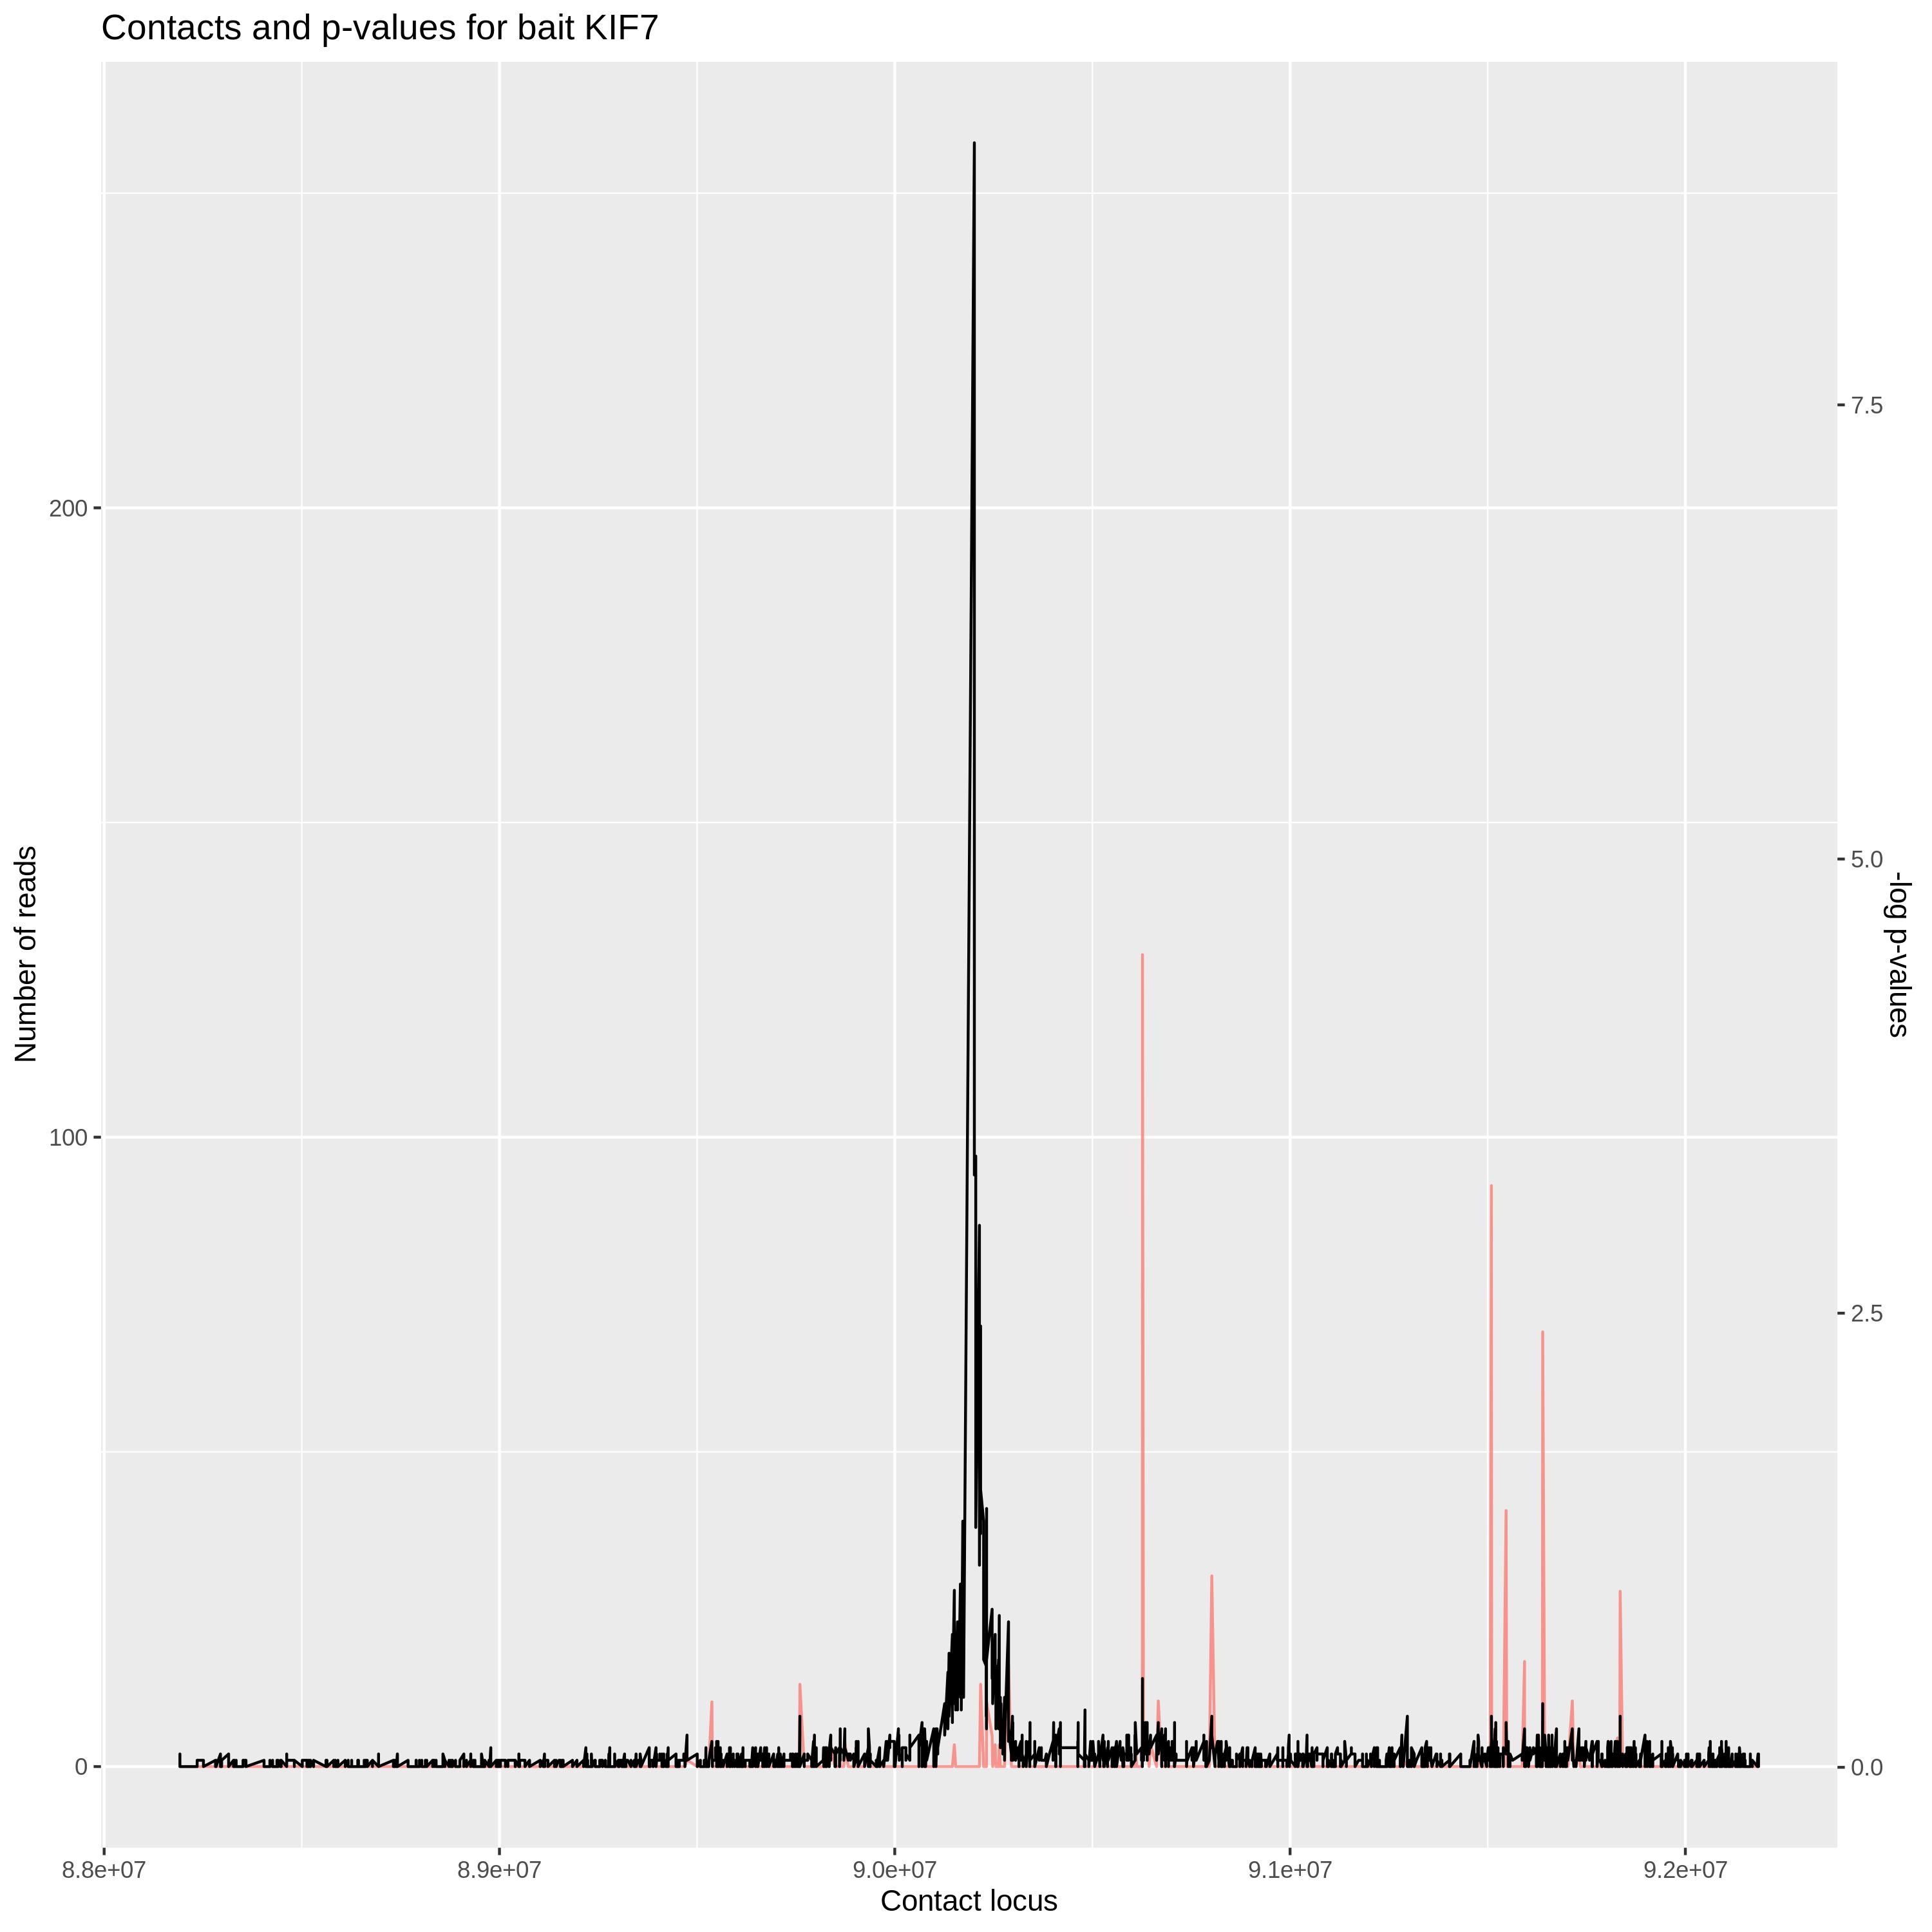 Contacts and p-values for bait KIF7
Number of reads
200
100
0
7.5
5.0
2.5
0.0
-log p-values
8.8e+07
8.9e+07
9.0e+07
9.1e+07
9.2e+07
Contact locus